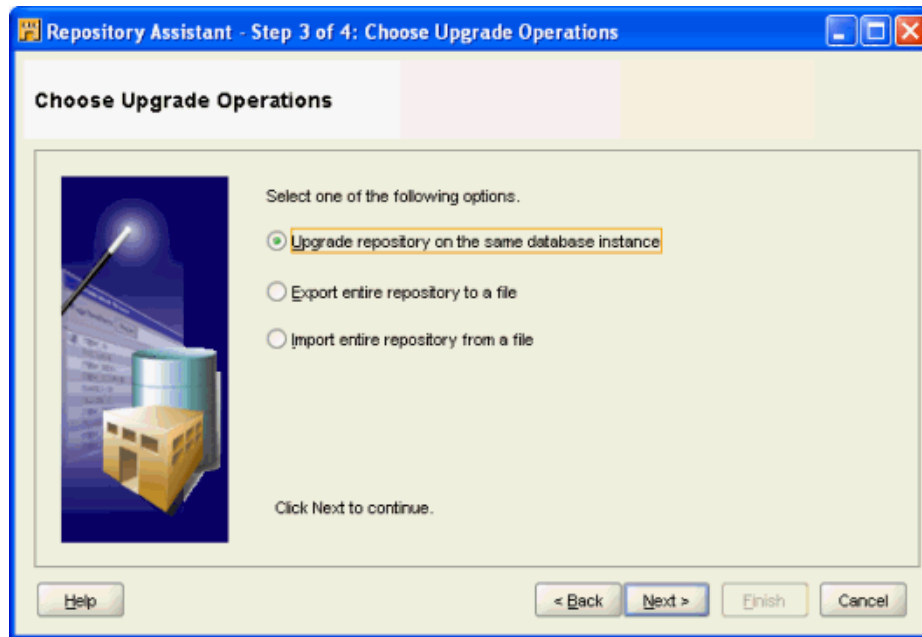 Repository Assistant - Step 3 of 4: Choose Upgrade Operations
Choose Upgrade Operations
Select one of the following options.
Upgrade repository on the same database instance
Export entire repository to a file
Import entire repository from a file
Click Next to continue.
Help
< Back
Next >
Finish
Cancel